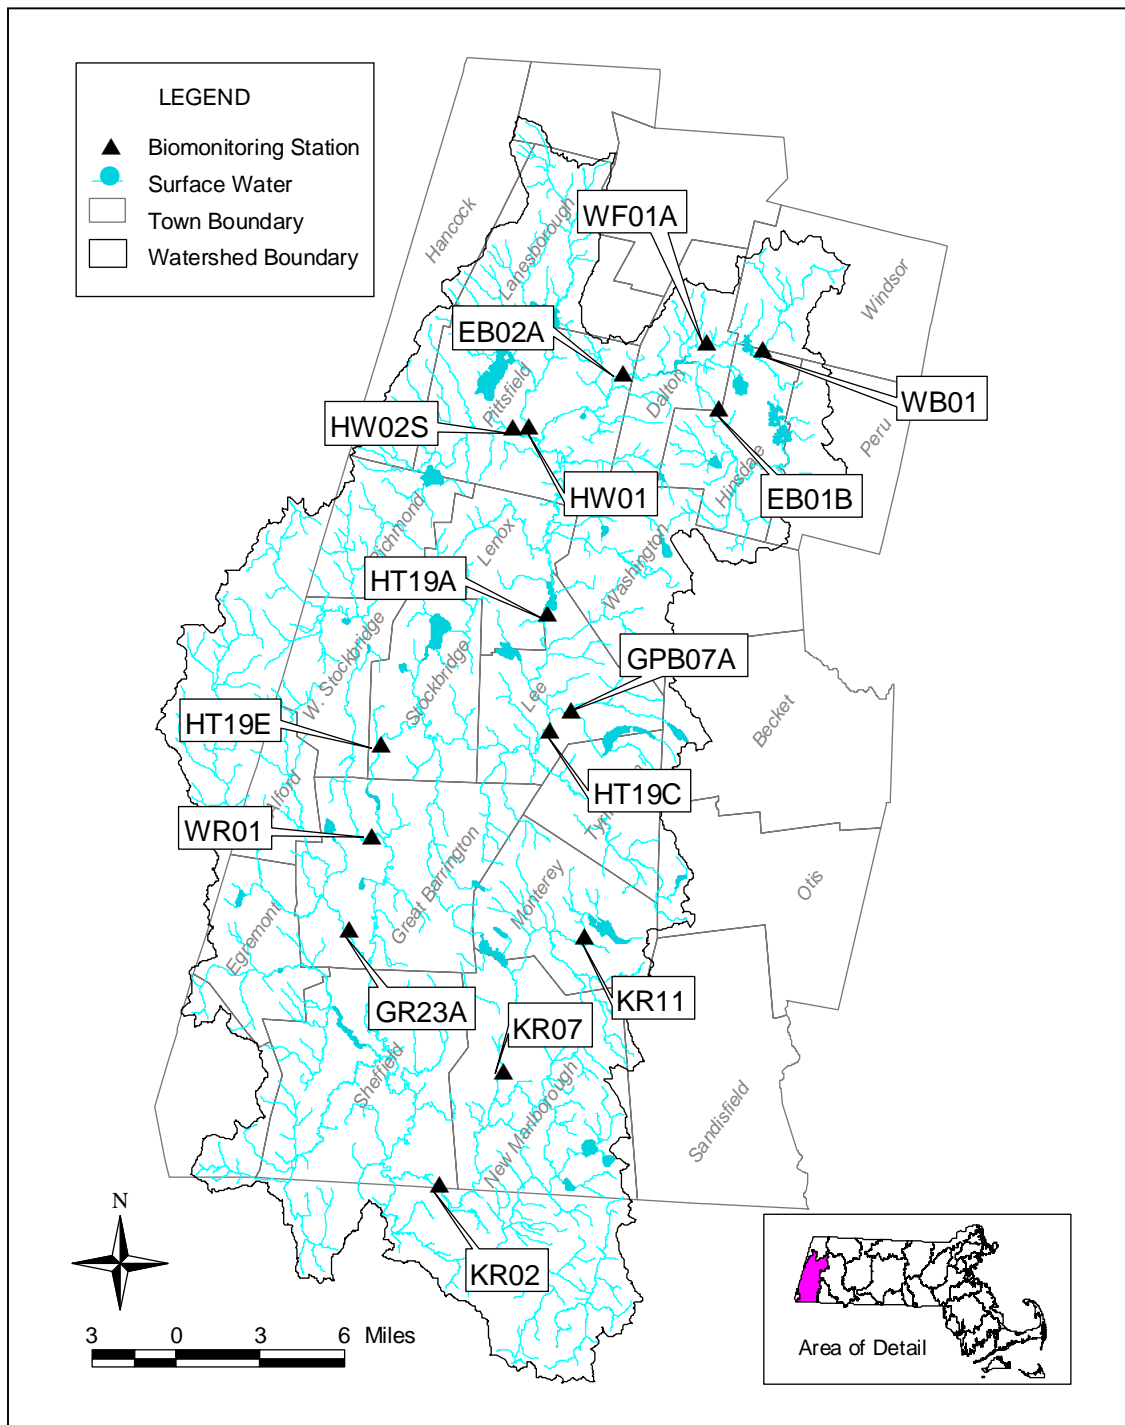 LEGEND
Biomonitoring Station
Surface Water
Town Boundary
Watershed Boundary
Hancock
Lanesborough
WF01A
Windsor
EB02A
Pittsfield
Dalton
WB01
Peru
HW02S
HW01
Hinsdale
EB01B
Richmond
Lenox
Washington
HT19A
W. Stockbridge
Stockbridge
GPB07A
Lee
Becket
HT19E
HT19C
Alford
WR01
Great Barrington
Monterey
Otis
Egremont
KR11
GR23A
KR07
Sheffield
New Marlborough
Sandisfield
N
KR02
3 0 3 6 Miles
Area of Detail